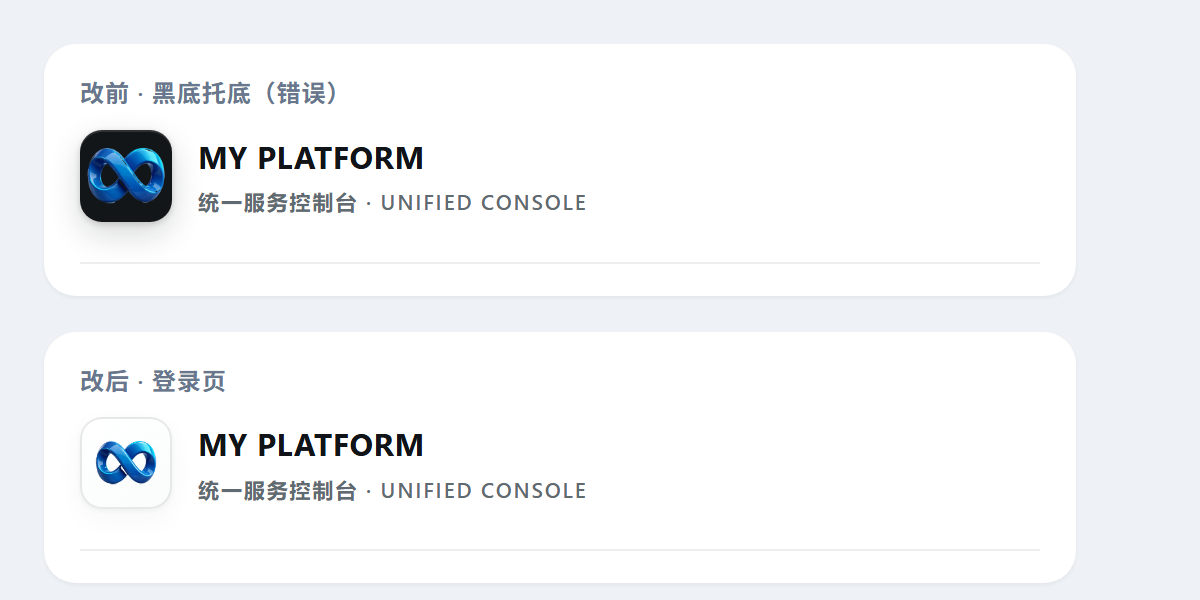 改前 · 黑底托底（错误）
MY PLATFORM
统一服务控制台 · UNIFIED CONSOLE
改后 · 登录页
MY PLATFORM
统一服务控制台 · UNIFIED CONSOLE